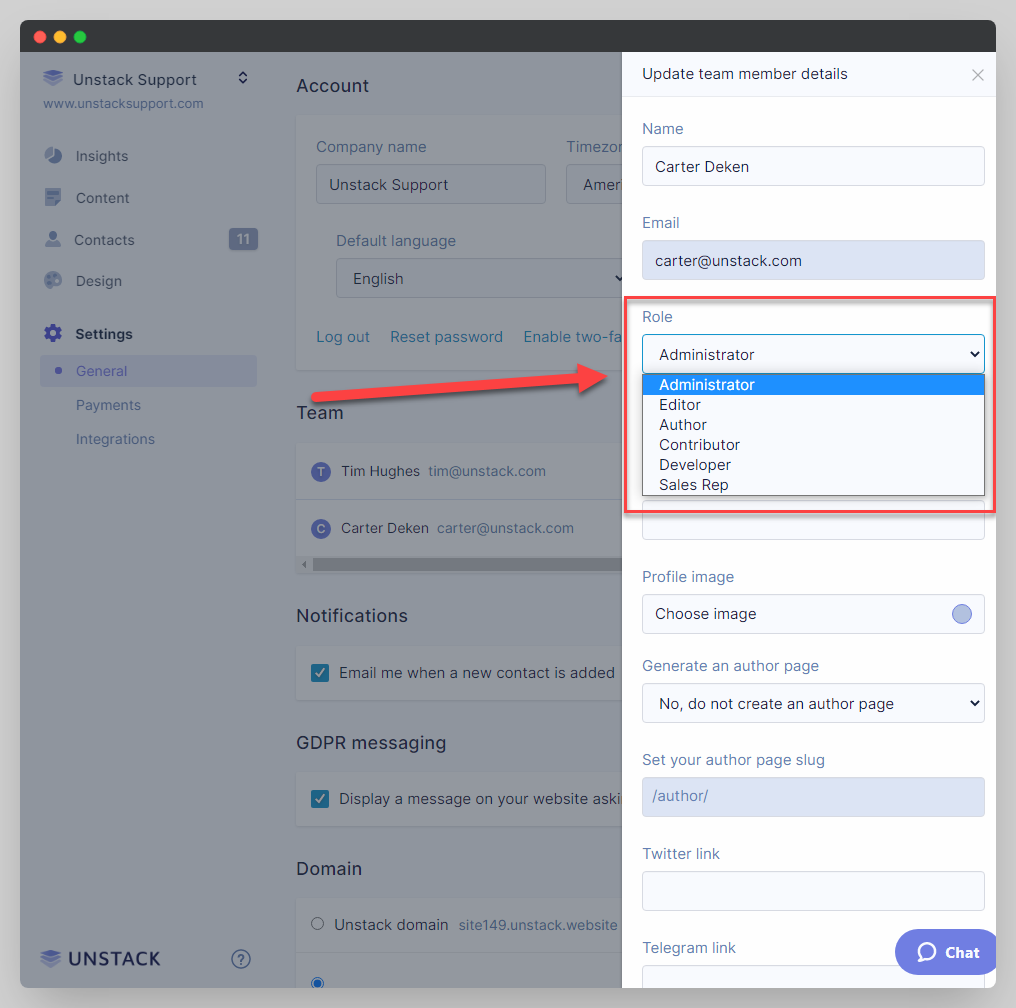 Unstack Support
www.unstacksupport.com
Insights
Content
Contacts
11
Design
Settings
General
Payments
Integrations
UNSTACK
?
Account
Company name
Timezor
Unstack Support
Amer
Default language
English
Log out
Reset password
Enable two-fa
Team
T
Tim Hughes
tim@unstack.com
C
Carter Deken
carter@unstack.com
Notifications
Email me when a new contact is added
GDPR messaging
Display a message on your website aski
Domain
Unstack domain
site149.unstack.website
Update team member details
Name
Carter Deken
Email
carter@unstack.com
Role
Administrator
Administrator
Editor
Author
Contributor
Developer
Sales Rep
Profile image
Choose image
Generate an author page
No, do not create an author page
Set your author page slug
/author/
Twitter link
Telegram link
Chat